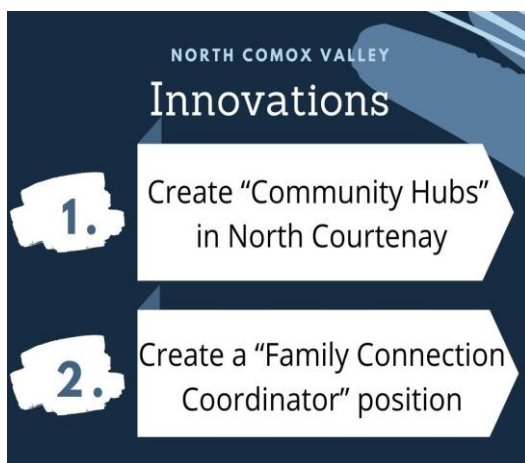 NORTH COMOX VALLEY
Innovations
1.
Create “Community Hubs”
in North Courtenay
2.
Create a “Family Connection
Coordinator” position